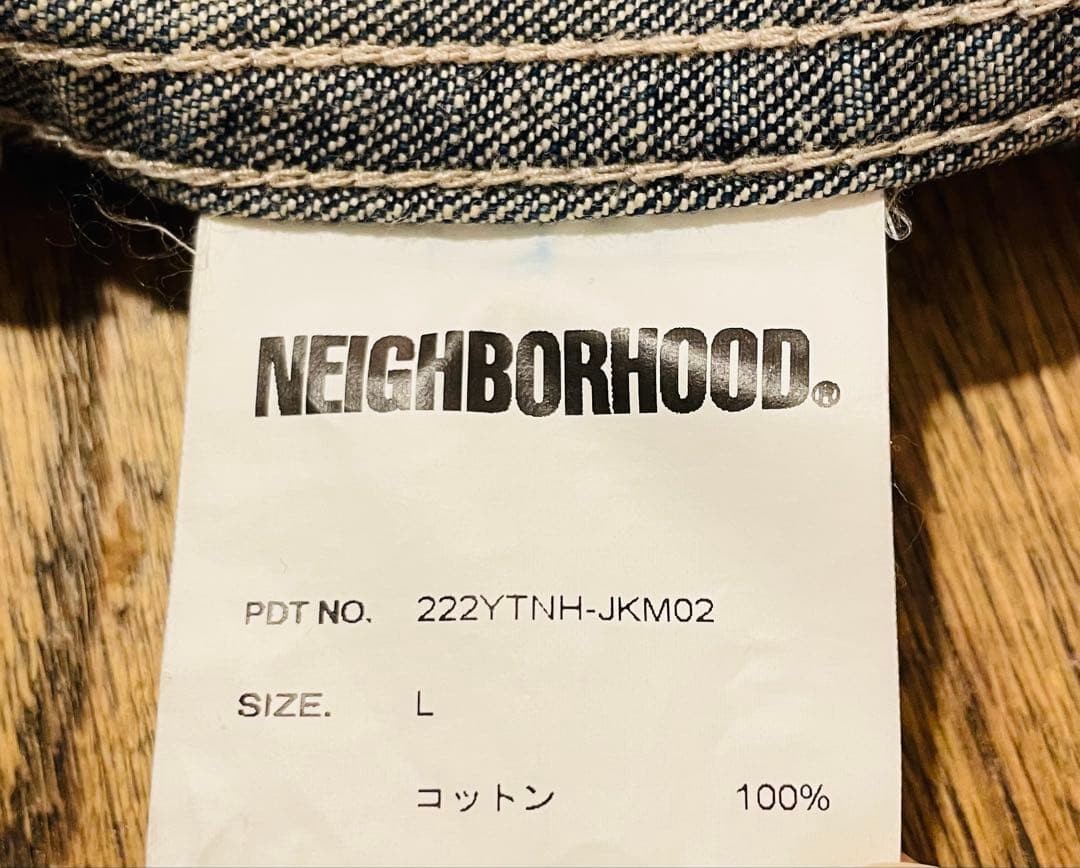 NEIGHBORHOOD.®
PDT NO. 222YTNH-JKM02
SIZE. L
コットン 100%